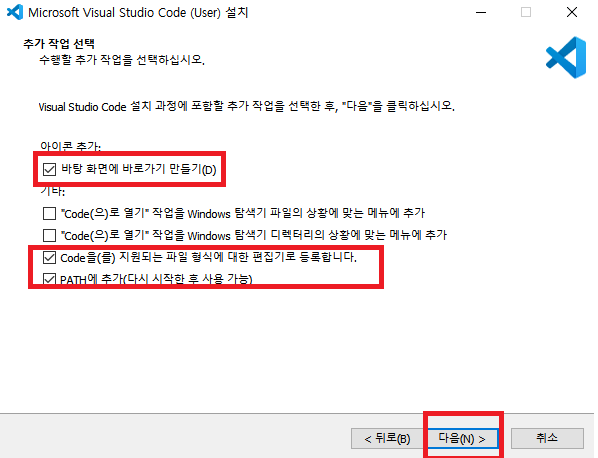 Microsoft Visual Studio Code (User) 설치
추가 작업 선택
수행할 추가 작업을 선택하십시오.
Visual Studio Code 설치 과정에 포함할 추가 작업을 선택한 후, "다음"을 클릭하십시오.
아이콘 추가:
바탕 화면에 바로가기 만들기(D)
기타:
"Code(으)로 열기" 작업을 Windows 탐색기 파일의 상황에 맞는 메뉴에 추가
"Code(으)로 열기" 작업을 Windows 탐색기 디렉터리의 상황에 맞는 메뉴에 추가
Code을(를) 지원되는 파일 형식에 대한 편집기로 등록합니다.
PATH에 추가(다시 시작한 후 사용 가능)
< 뒤로(B) 다음(N) > 취소